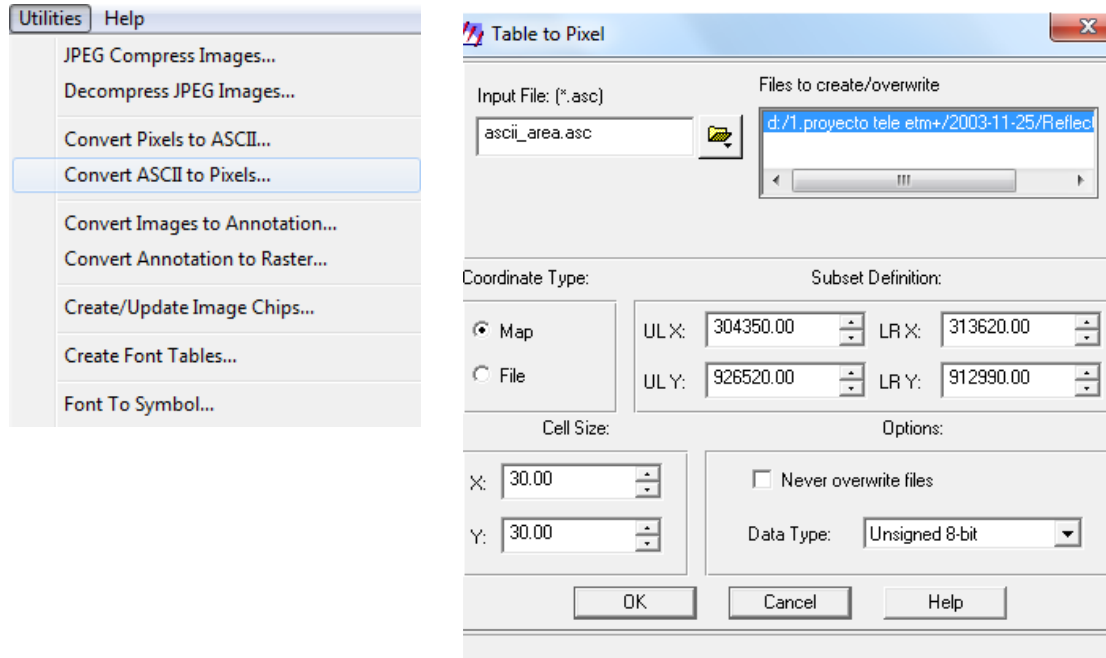 Utilities Help
JPEG Compress Images...
Decompress JPEG Images...
Convert Pixels to ASCII...
Convert ASCII to Pixels...
Convert Images to Annotation...
Convert Annotation to Raster...
Create/Update Image Chips...
Create Font Tables...
Font To Symbol...
Table to Pixel
Input File: (*.asc)
Files to create/overwrite
ascii_area.asc
d:/1.proyecto tele etm+/2003-11-25/Reflec
Coordinate Type:
Subset Definition:
Map
File
UL X: 304350.00 LR X: 313620.00
UL Y: 926520.00 LR Y: 912990.00
Cell Size:
Options:
X: 30.00
Y: 30.00
Never overwrite files
Data Type: Unsigned 8-bit
OK Cancel Help